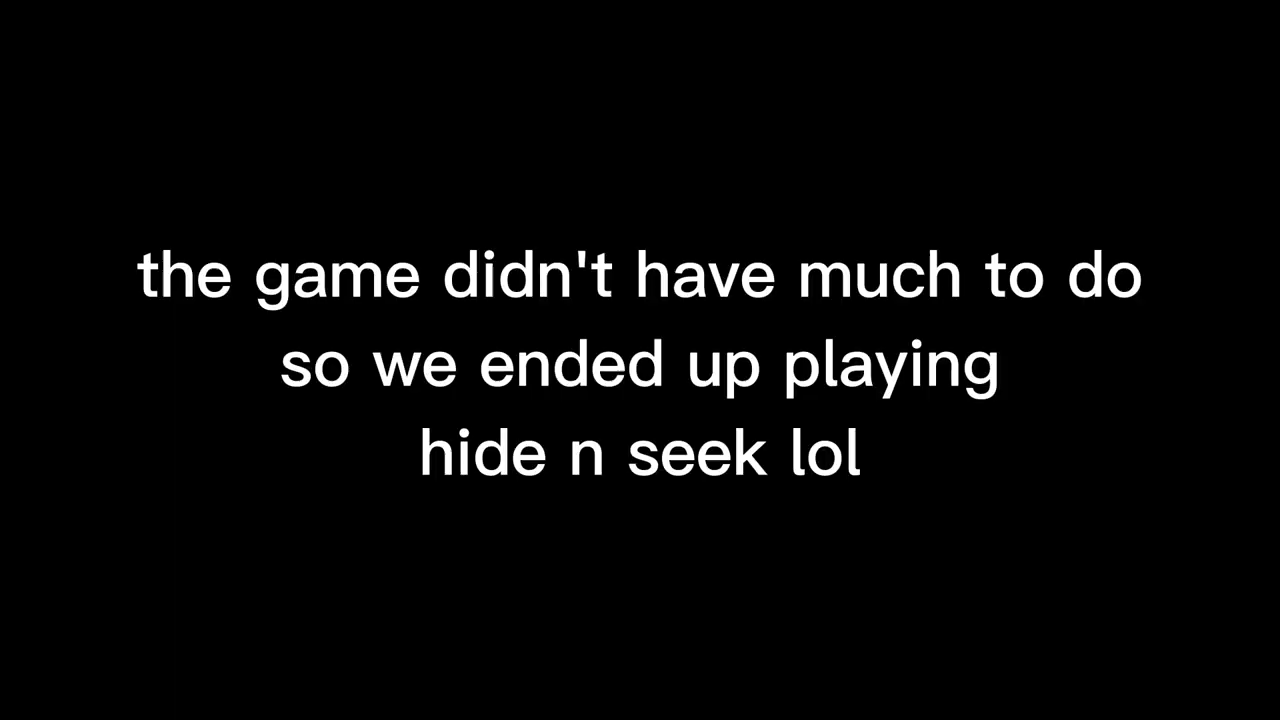 the game didn't have much to do
so we ended up playing
hide n seek lol